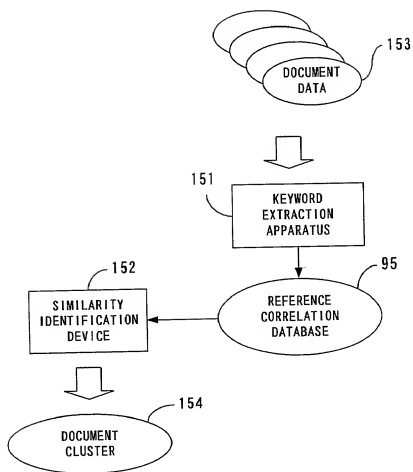 153
DOCUMENT
DATA
151
KEYWORD
EXTRACTION
APPARATUS
152
95
SIMILARITY
IDENTIFICATION
DEVICE
REFERENCE
CORRELATION
DATABASE
154
DOCUMENT
CLUSTER